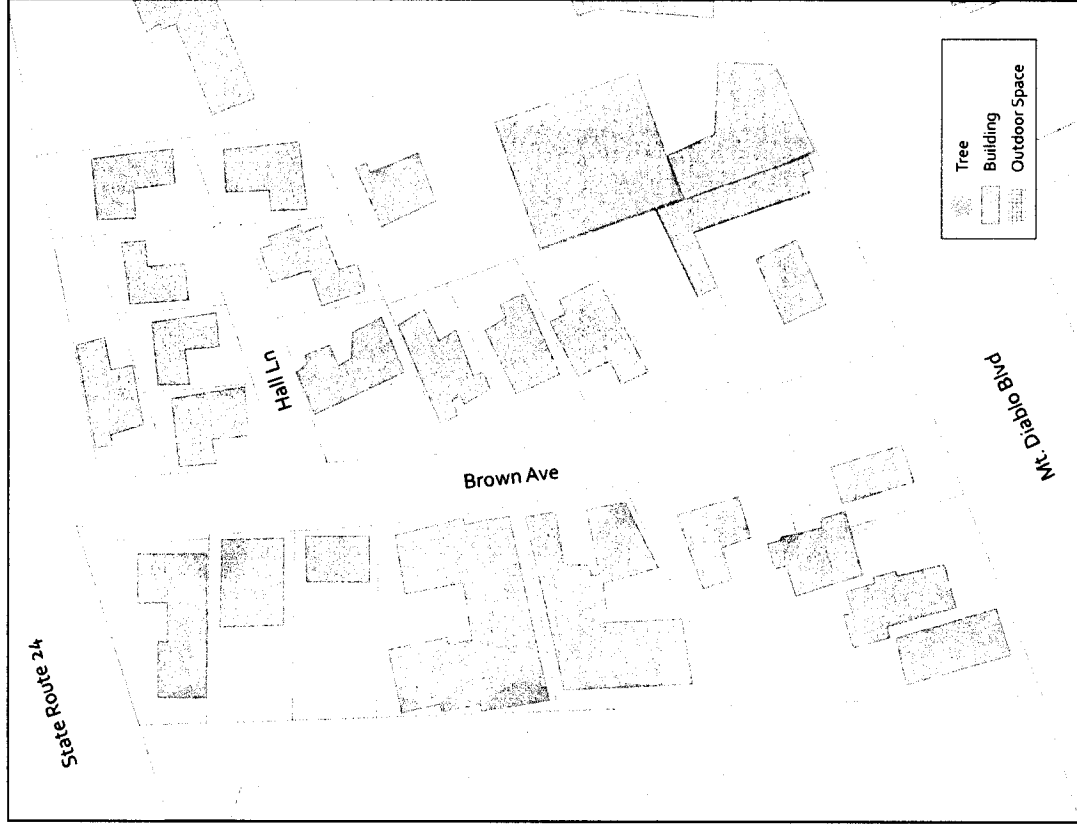 State Route 24
Hall Ln
Brown Ave
Mt. Diablo Blvd
Tree
Building
Outdoor Space